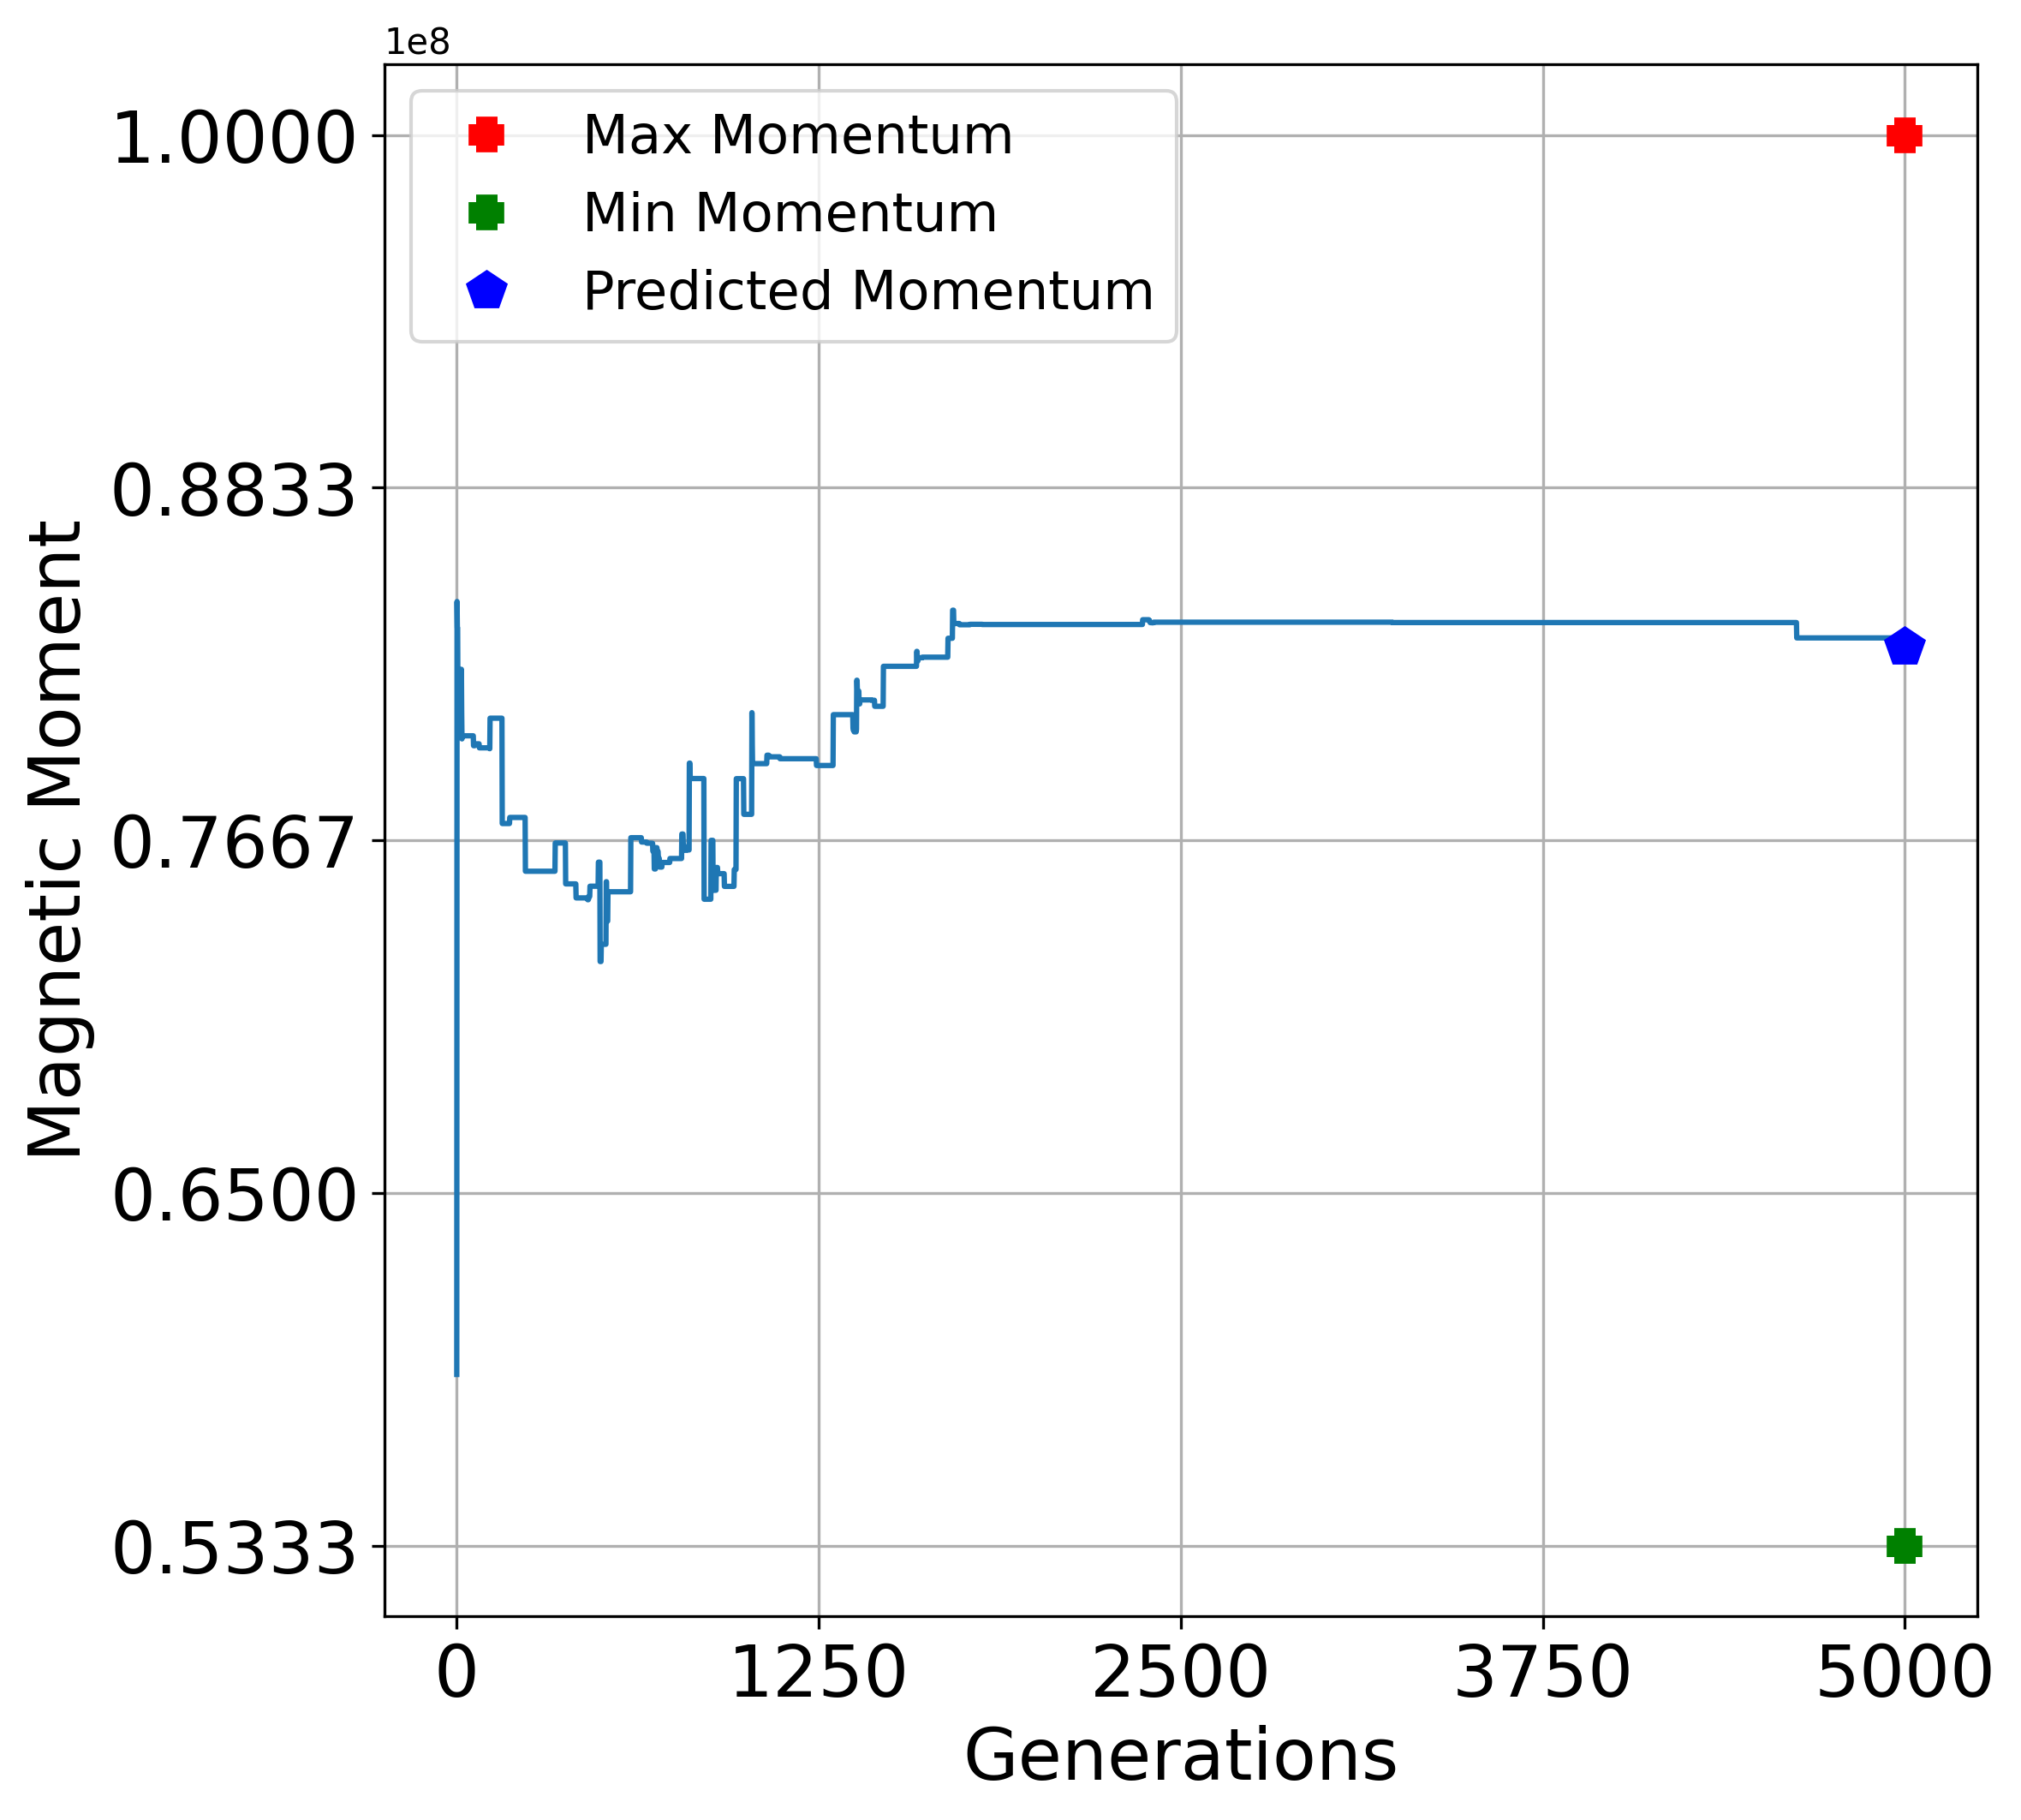 1e8
1.0000
0.8833
0.7667
0.6500
0.5333
Magnetic Moment
Max Momentum
Min Momentum
Predicted Momentum
0 1250 2500 3750 5000
Generations